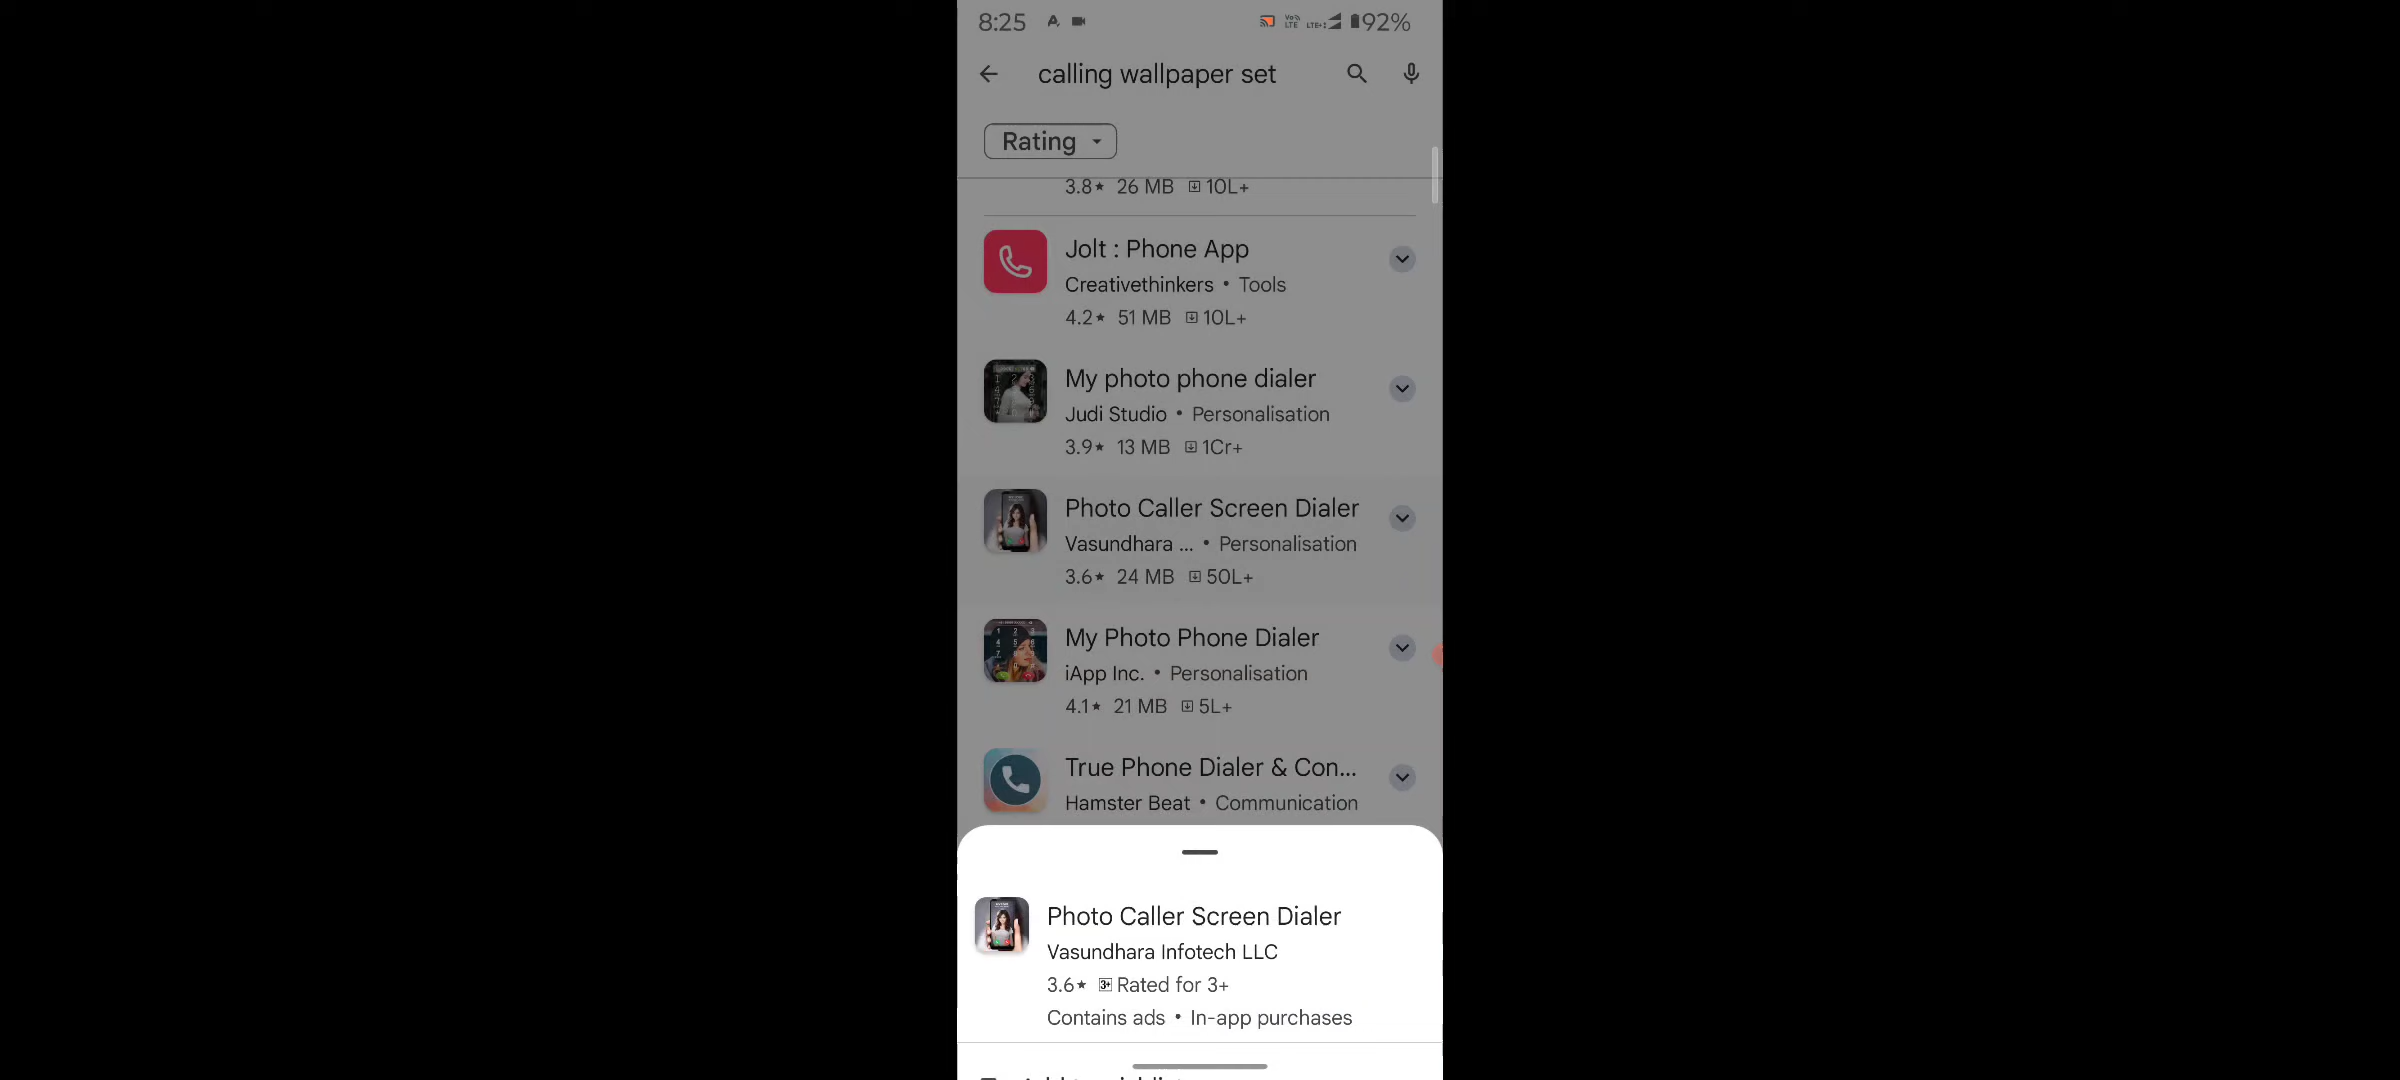 8:25 92%
calling wallpaper set
Rating
3.8★ 26 MB 10L+
Jolt : Phone App
Creativethinkers • Tools
4.2★ 51 MB 10L+
My photo phone dialer
Judi Studio • Personalisation
3.9★ 13 MB 1Cr+
Photo Caller Screen Dialer
Vasundhara ... • Personalisation
3.6★ 24 MB 50L+
My Photo Phone Dialer
iApp Inc. • Personalisation
4.1★ 21 MB 5L+
True Phone Dialer & Con...
Hamster Beat • Communication
Photo Caller Screen Dialer
Vasundhara Infotech LLC
3.6★ 3+ Rated for 3+
Contains ads • In-app purchases